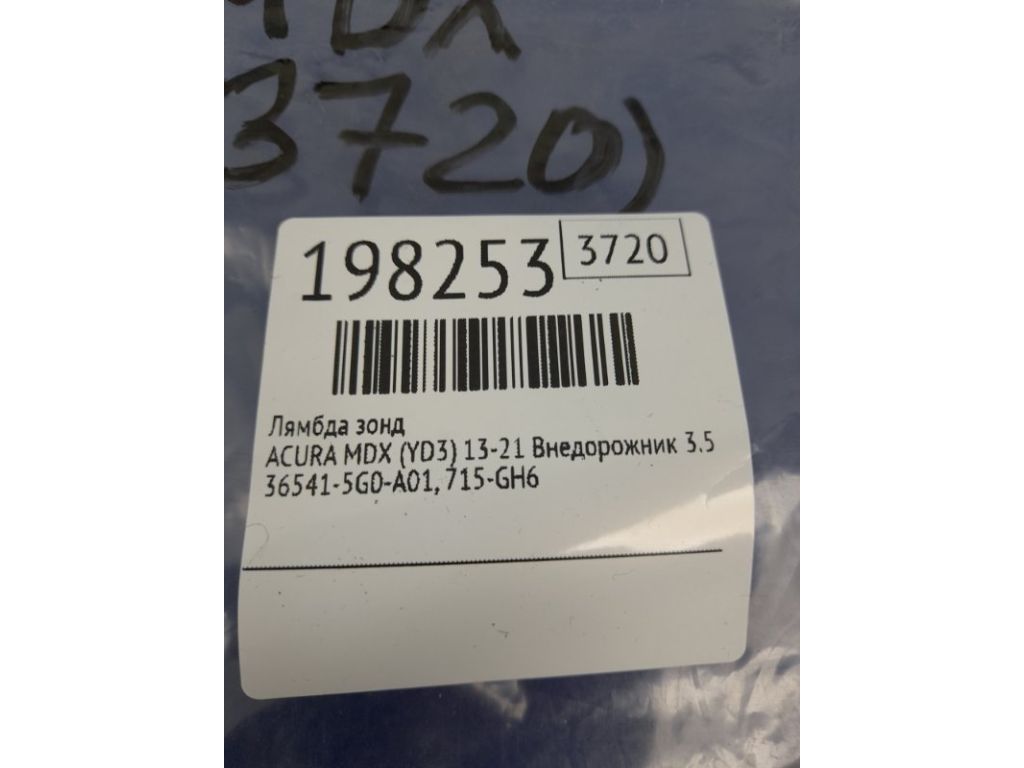 MDX
3720)
198253
3720
Лямбда зонд
ACURA MDX (YD3) 13-21 Внедорожник 3.5
36541-5G0-A01, 715-GH6